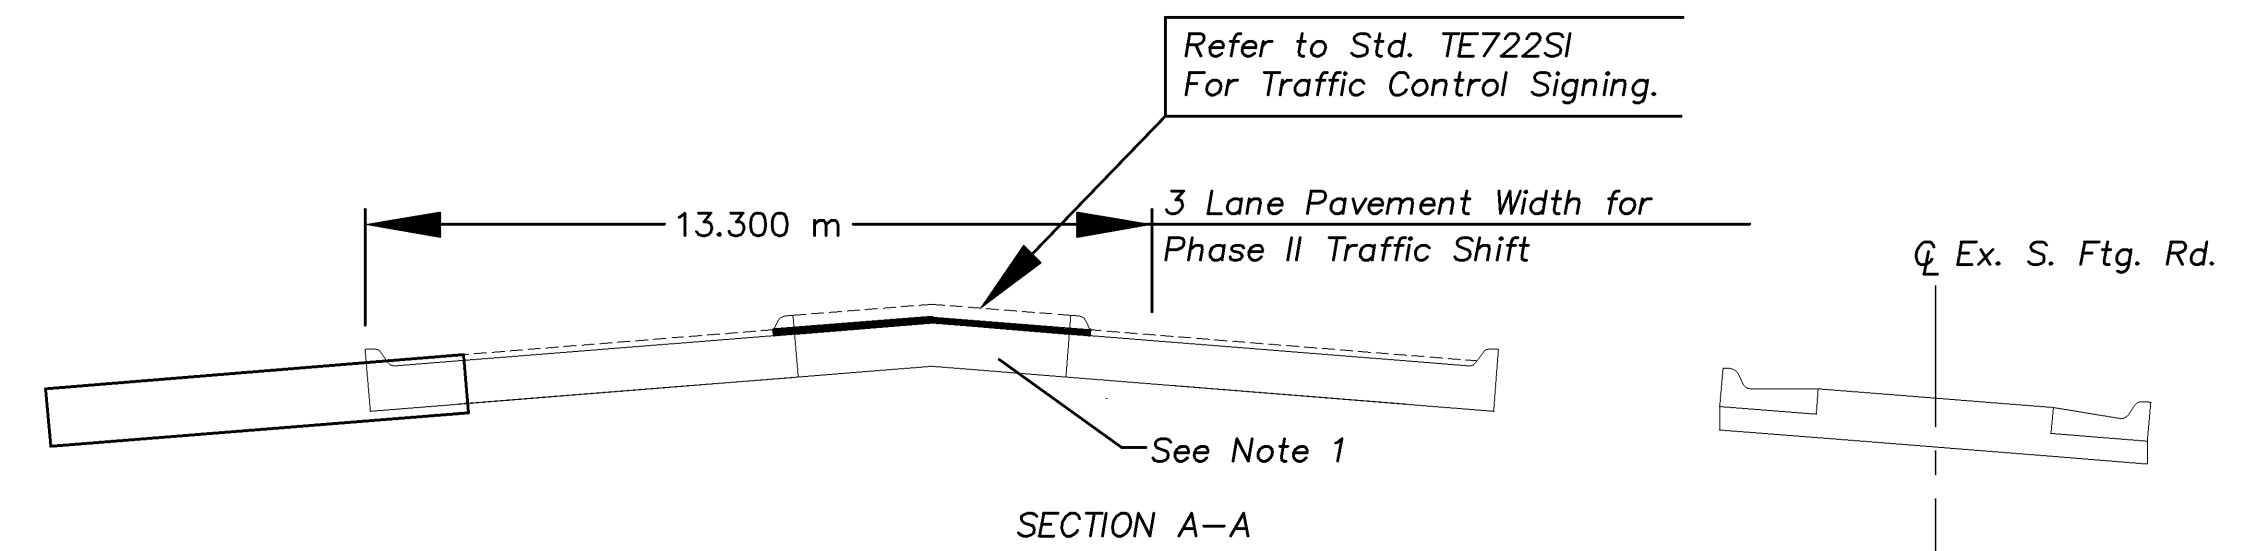 Refer to Std. TE722SI
For Traffic Control Signing.
13.300 m
3 Lane Pavement Width for
Phase II Traffic Shift
℄ Ex. S. Ftg. Rd.
See Note 1
SECTION A-A